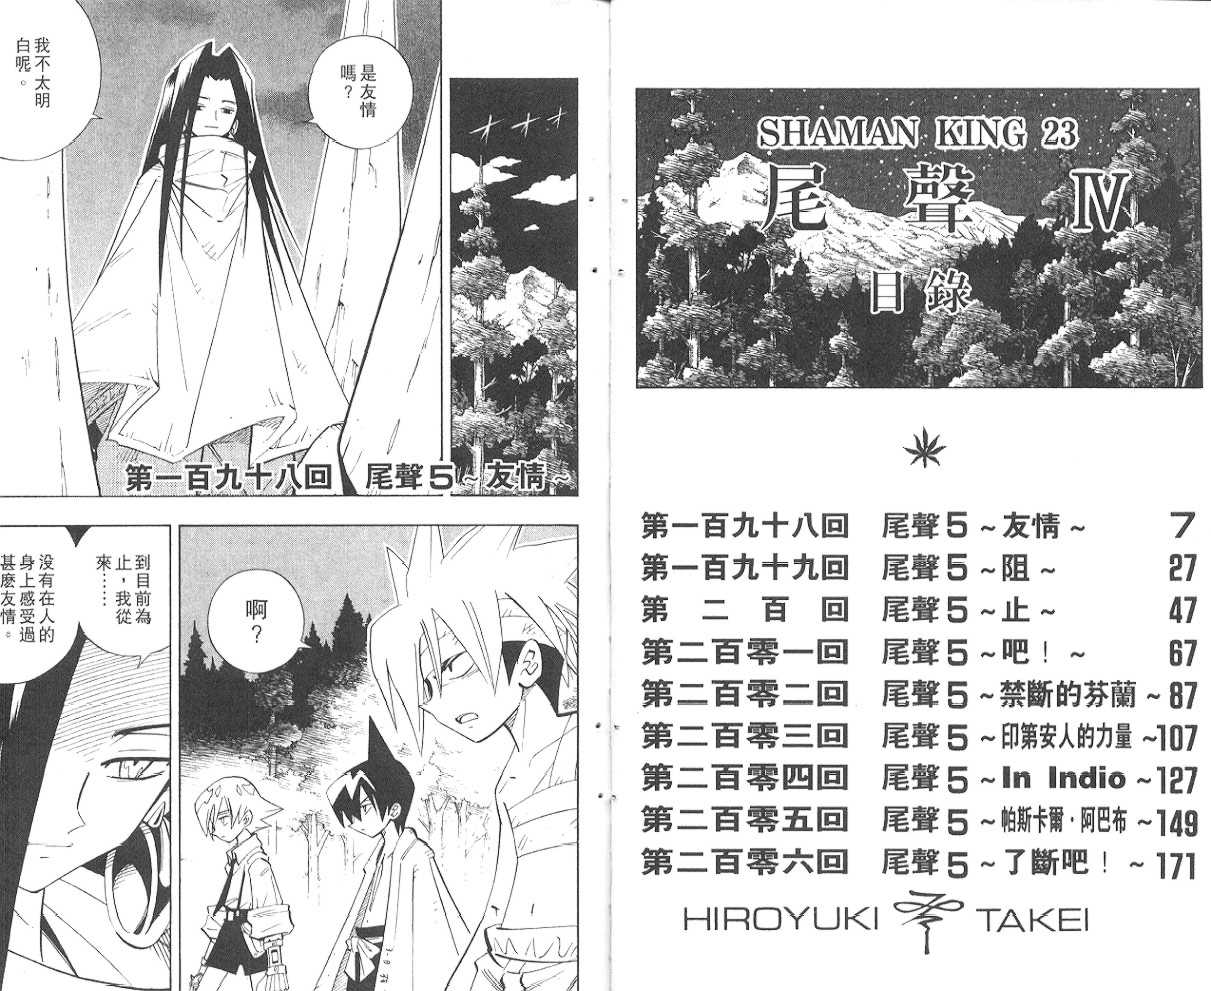 SHAMAN KING 23
尾聲 Ⅳ
目錄
第一百九十八回 尾聲5~友情~ 7
第一百九十九回 尾聲5~阻~ 27
第二百回 尾聲5~止~ 47
第二百零一回 尾聲5~吧!~ 67
第二百零二回 尾聲5~禁斷的芬蘭~ 87
第二百零三回 尾聲5~印第安人的力量~ 107
第二百零四回 尾聲5~In Indio~ 127
第二百零五回 尾聲5~帕斯卡爾·阿巴布~ 149
第二百零六回 尾聲5~了斷吧!~ 171
HIROYUKI TAKEI
是友情
嗎?
我不太明
白呢。
第一百九十八回 尾聲5~友情~
啊?
到目前為
止,我從
來……
没有在人的
身上感受過
甚麽友情。